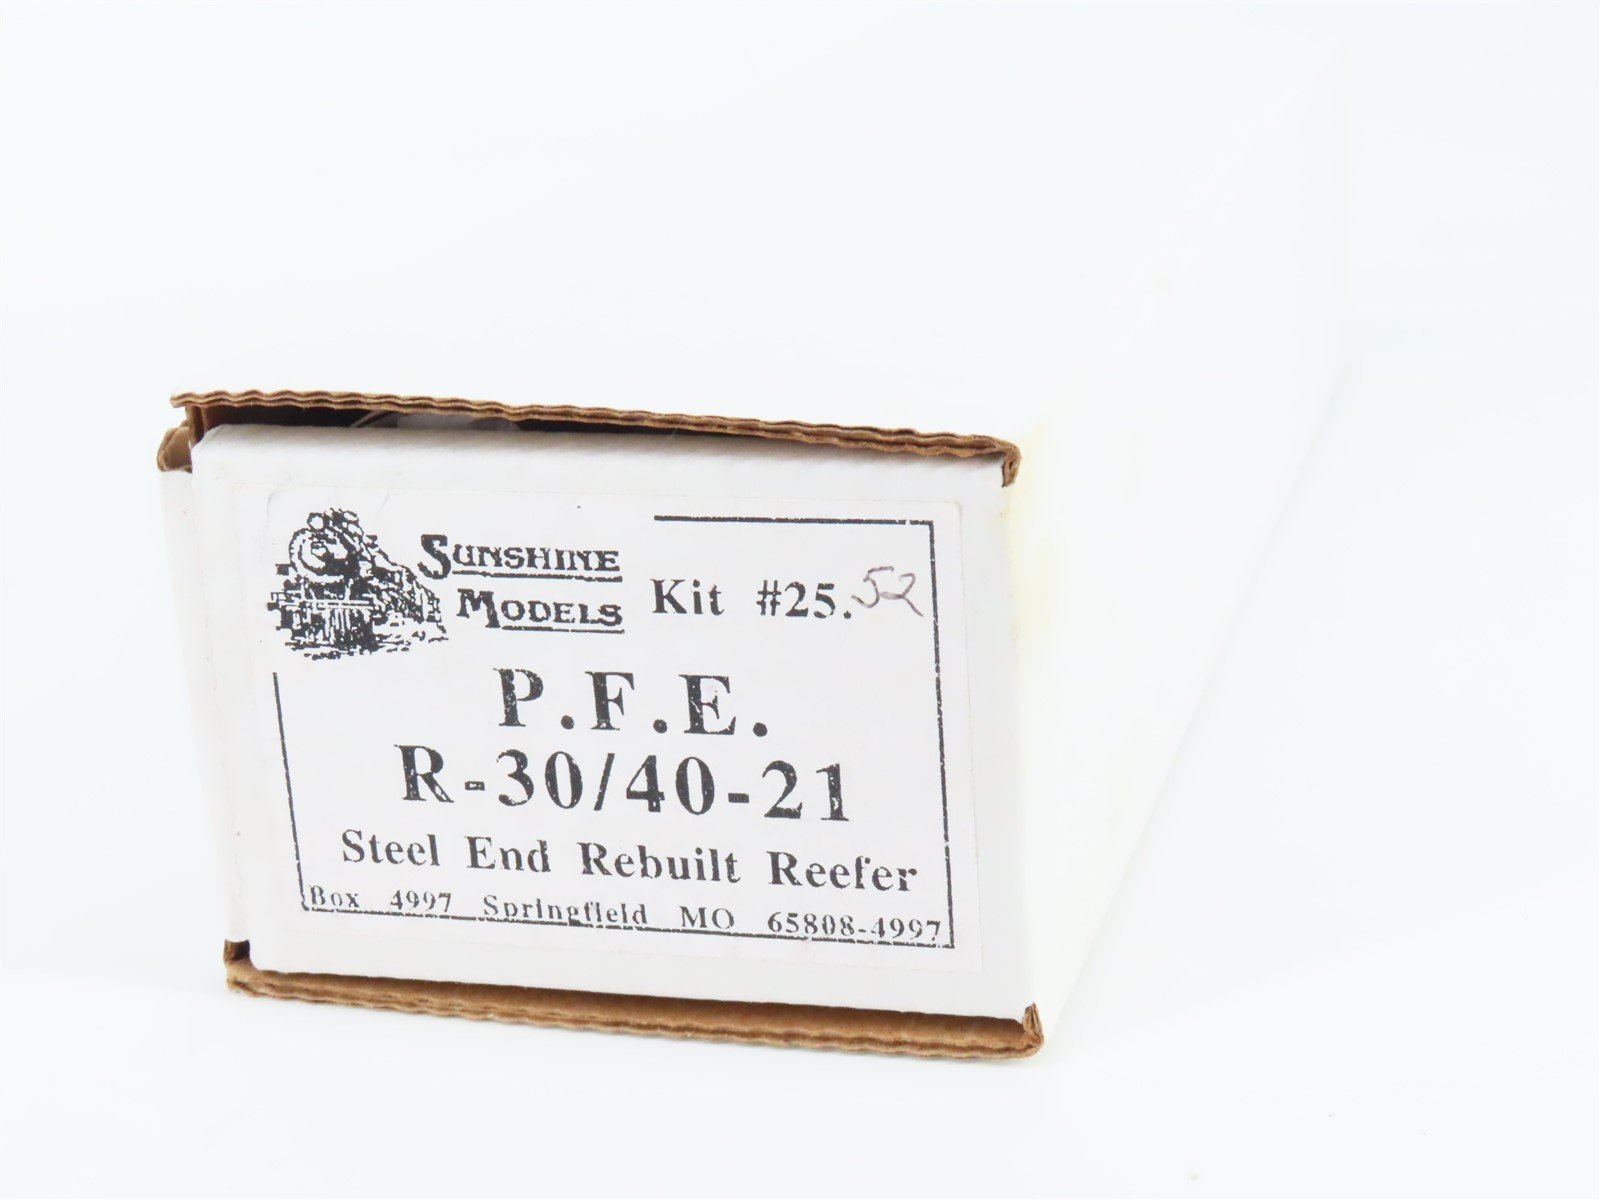 SUNSHINE
MODELS
Kit #25.52
P.F.E.
R-30/40-21
Steel End Rebuilt Reefer
Box 4997 Springfield MO 65808-4997